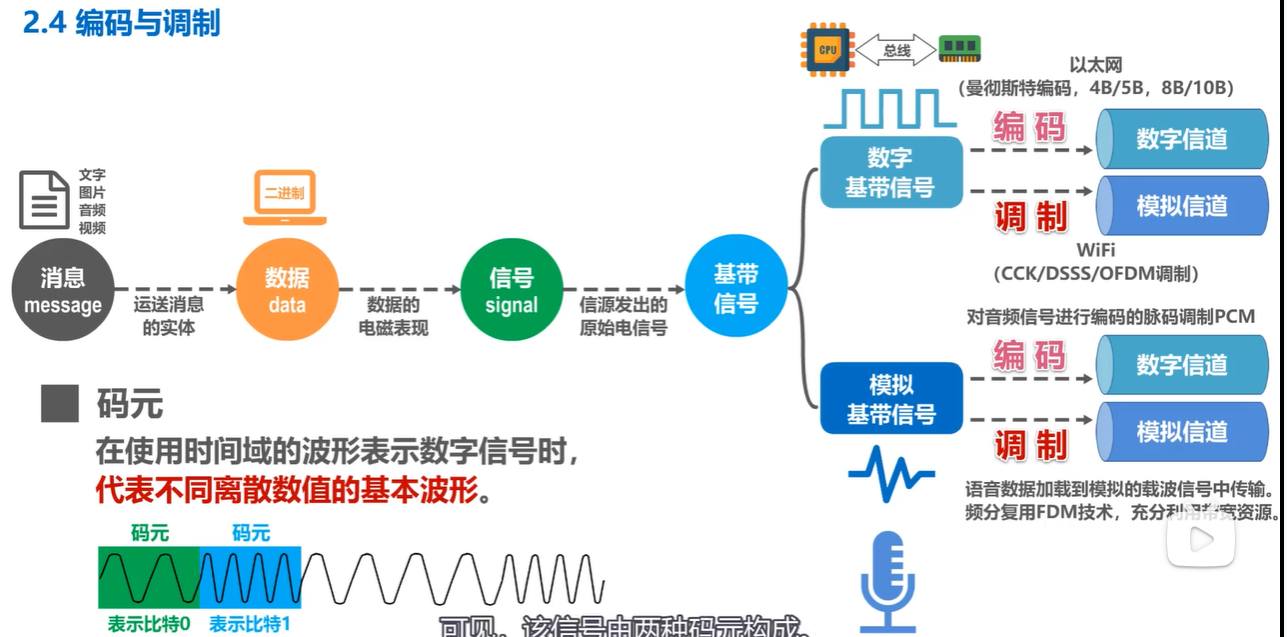 2.4 编码与调制
CPU
总线
以太网
（曼彻斯特编码，4B/5B，8B/10B）
编 码
数字信道
数字
基带信号
调 制
模拟信道
WiFi
（CCK/DSSS/OFDM调制）
文字
图片
音频
视频
二进制
消息
message
运送消息
的实体
数据
data
数据的
电磁表现
信号
signal
信源发出的
原始电信号
基带
信号
对音频信号进行编码的脉码调制PCM
编 码
数字信道
模拟
基带信号
调 制
模拟信道
语音数据加载到模拟的载波信号中传输。
频分复用FDM技术，充分利用带宽资源。
码元
在使用时间域的波形表示数字信号时，
代表不同离散数值的基本波形。
码元
码元
表示比特0
表示比特1
可见，该信号由两种码元构成，